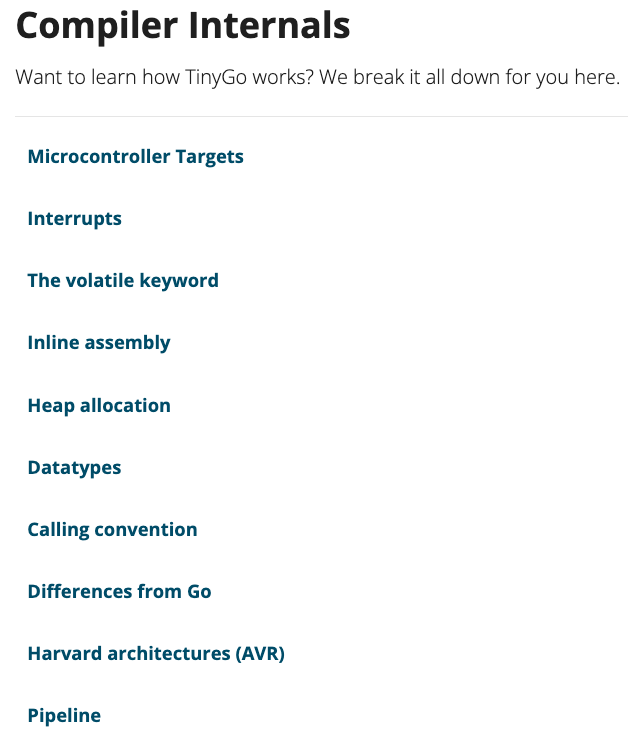 Compiler Internals
Want to learn how TinyGo works? We break it all down for you here.
Microcontroller Targets
Interrupts
The volatile keyword
Inline assembly
Heap allocation
Datatypes
Calling convention
Differences from Go
Harvard architectures (AVR)
Pipeline